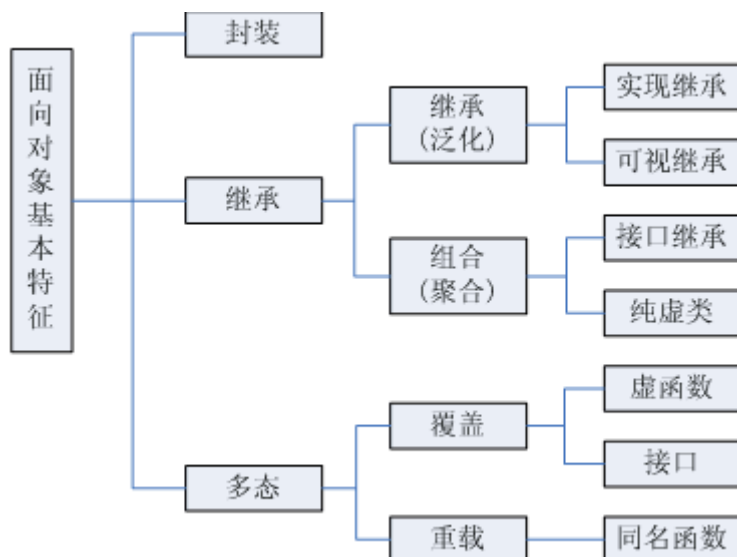 面向对象基本特征
封装
继承
继承
(泛化)
实现继承
可视继承
组合
(聚合)
接口继承
纯虚类
多态
覆盖
虚函数
接口
重载
同名函数